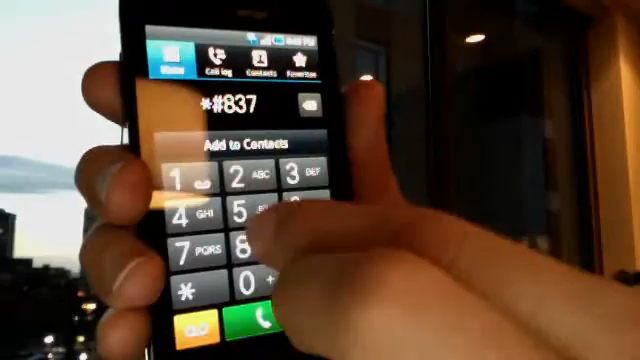 Call log
Contacts
Favorites
*#837
Add to Contacts
1
2 ABC
3 DEF
4 GHI
5
7 PQRS
8
*
0 +